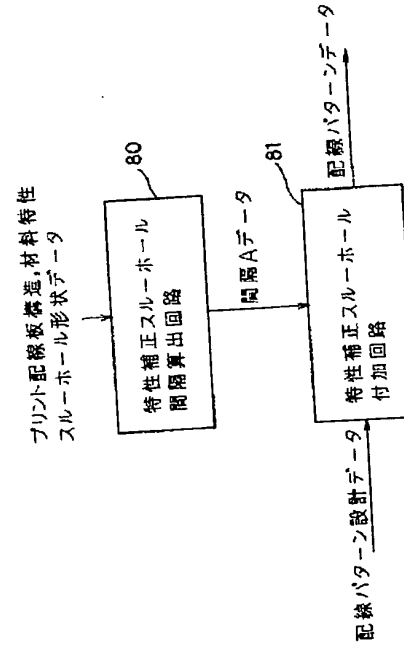 プリント配線板構造,材料特性
スルーホール形状データ
80
特性補正スルーホール
間隔算出回路
間隔Aデータ
81
特性補正スルーホール
付加回路
配線パターン設計データ
配線パターンデータ